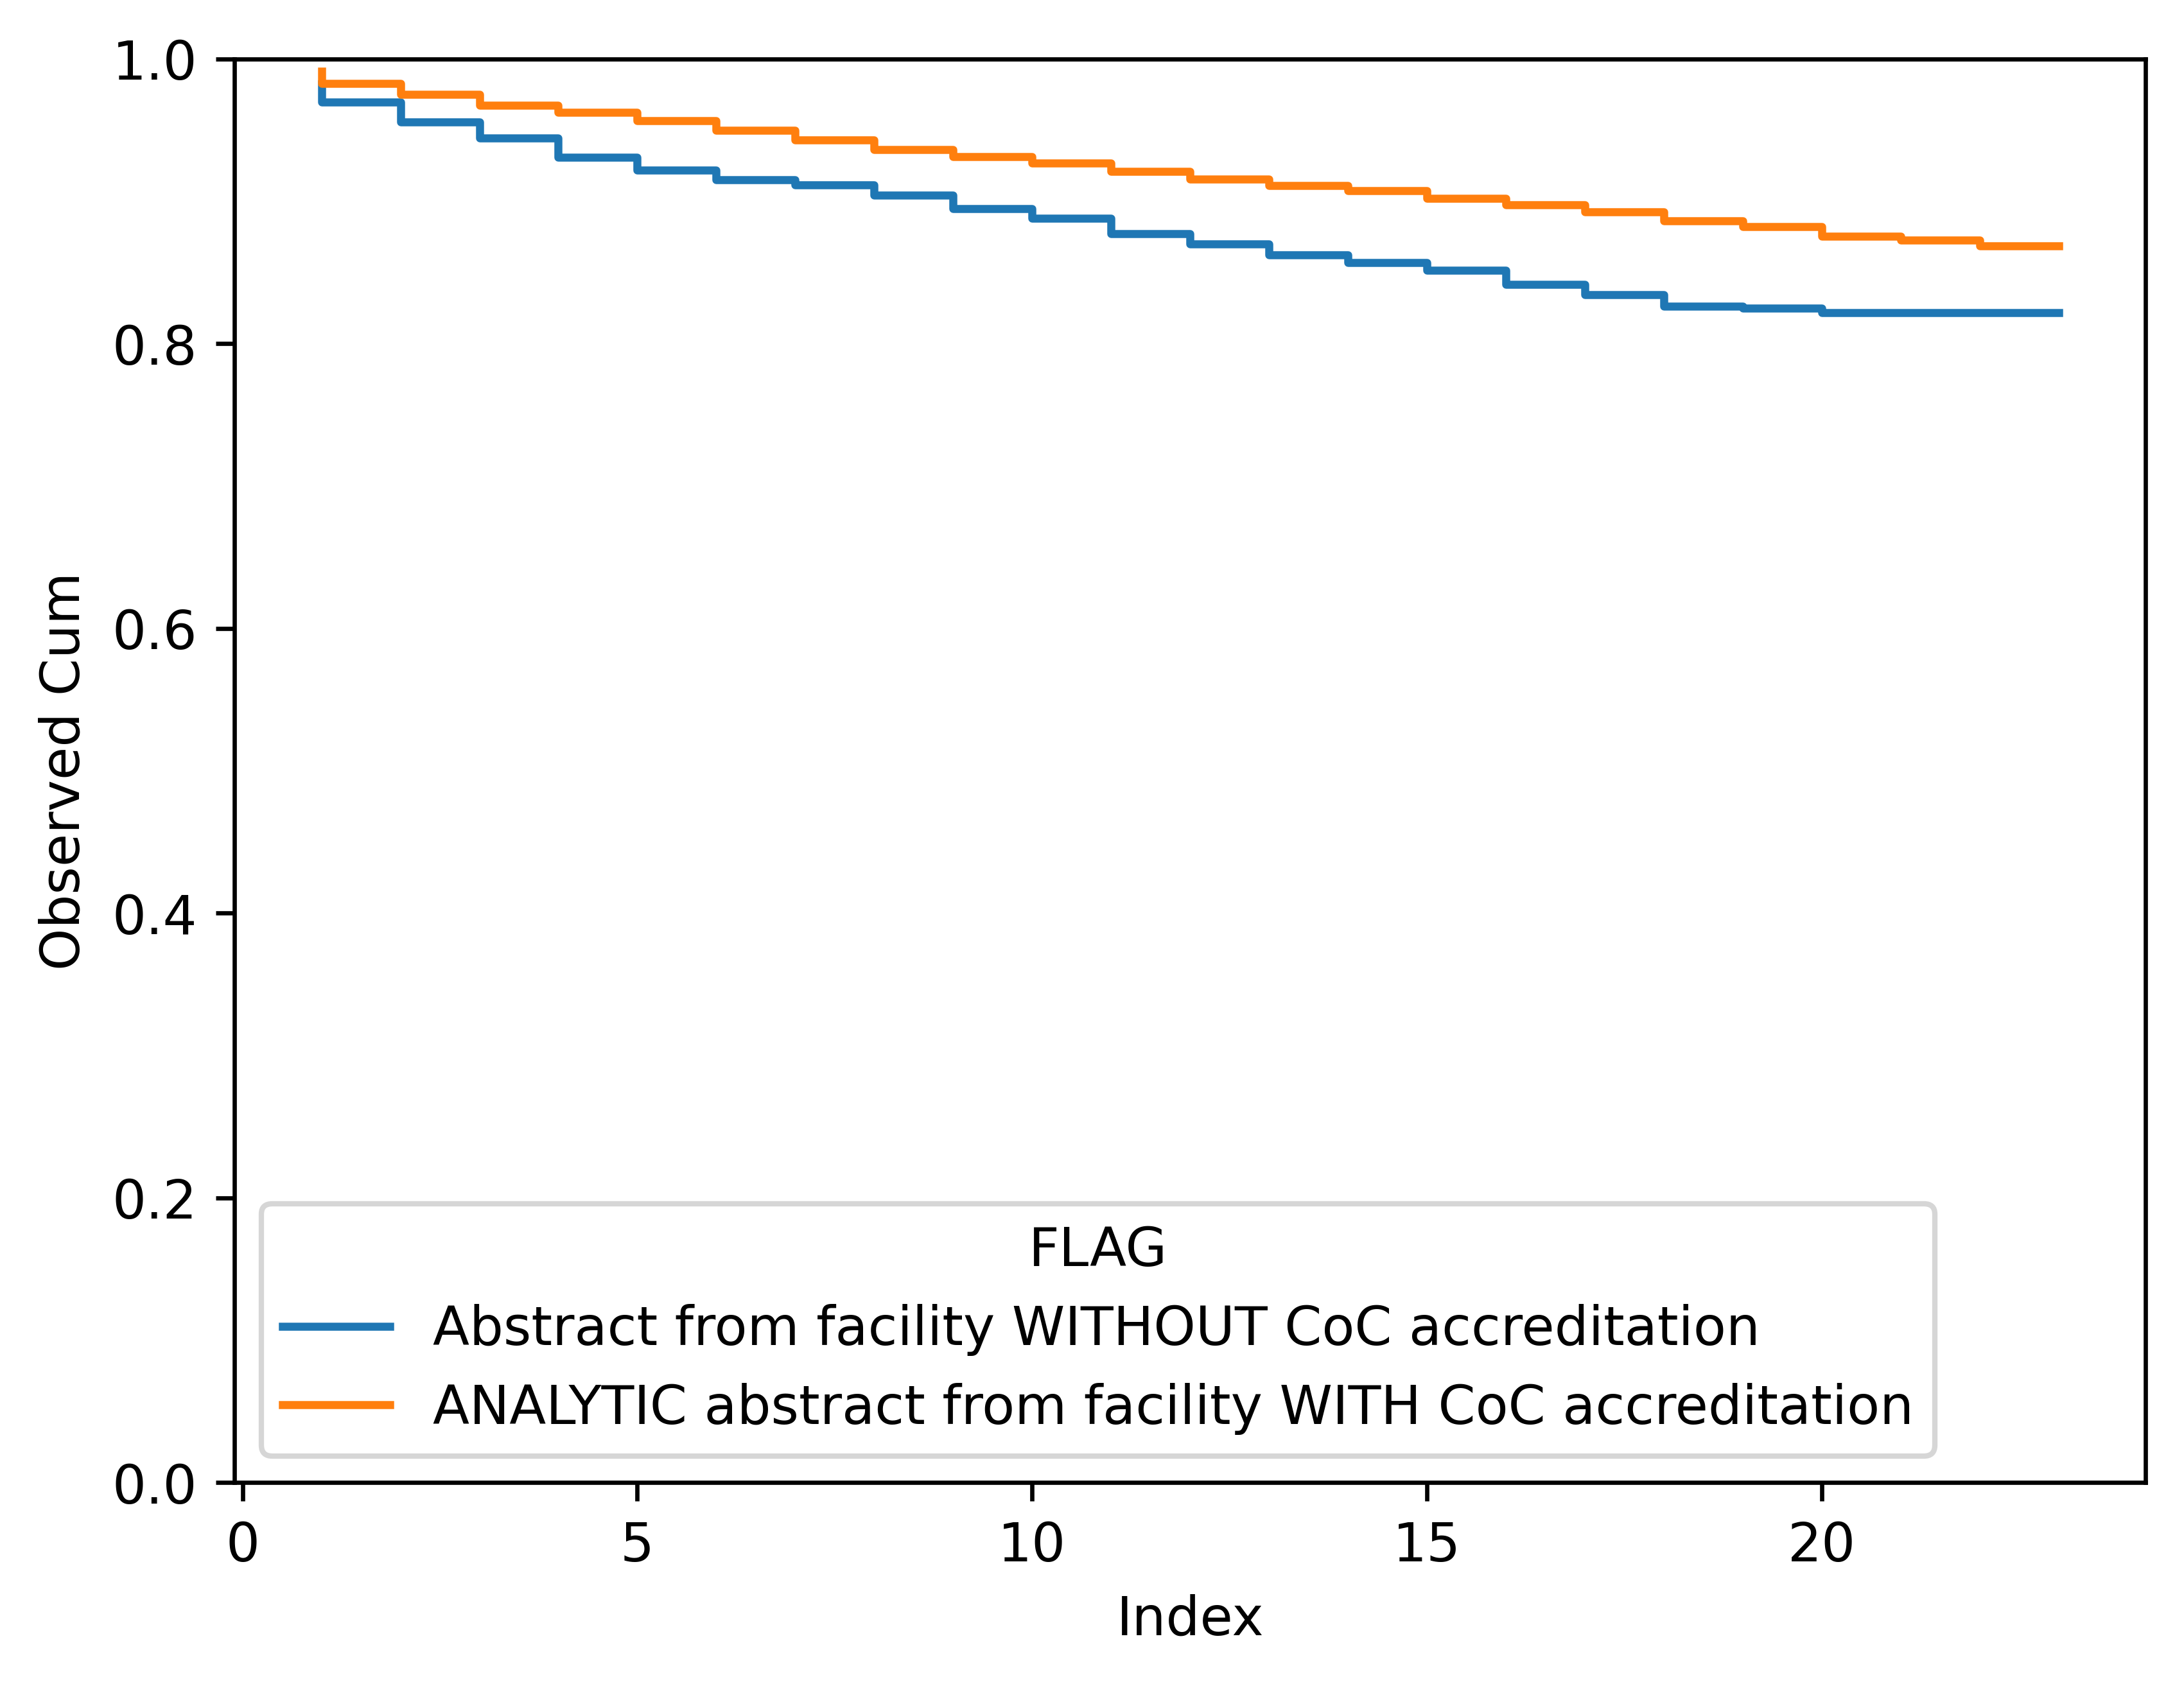 1.0
0.8
0.6
0.4
0.2
0.0
Observed Cum
FLAG
Abstract from facility WITHOUT CoC accreditation
ANALYTIC abstract from facility WITH CoC accreditation
0 5 10 15 20
Index